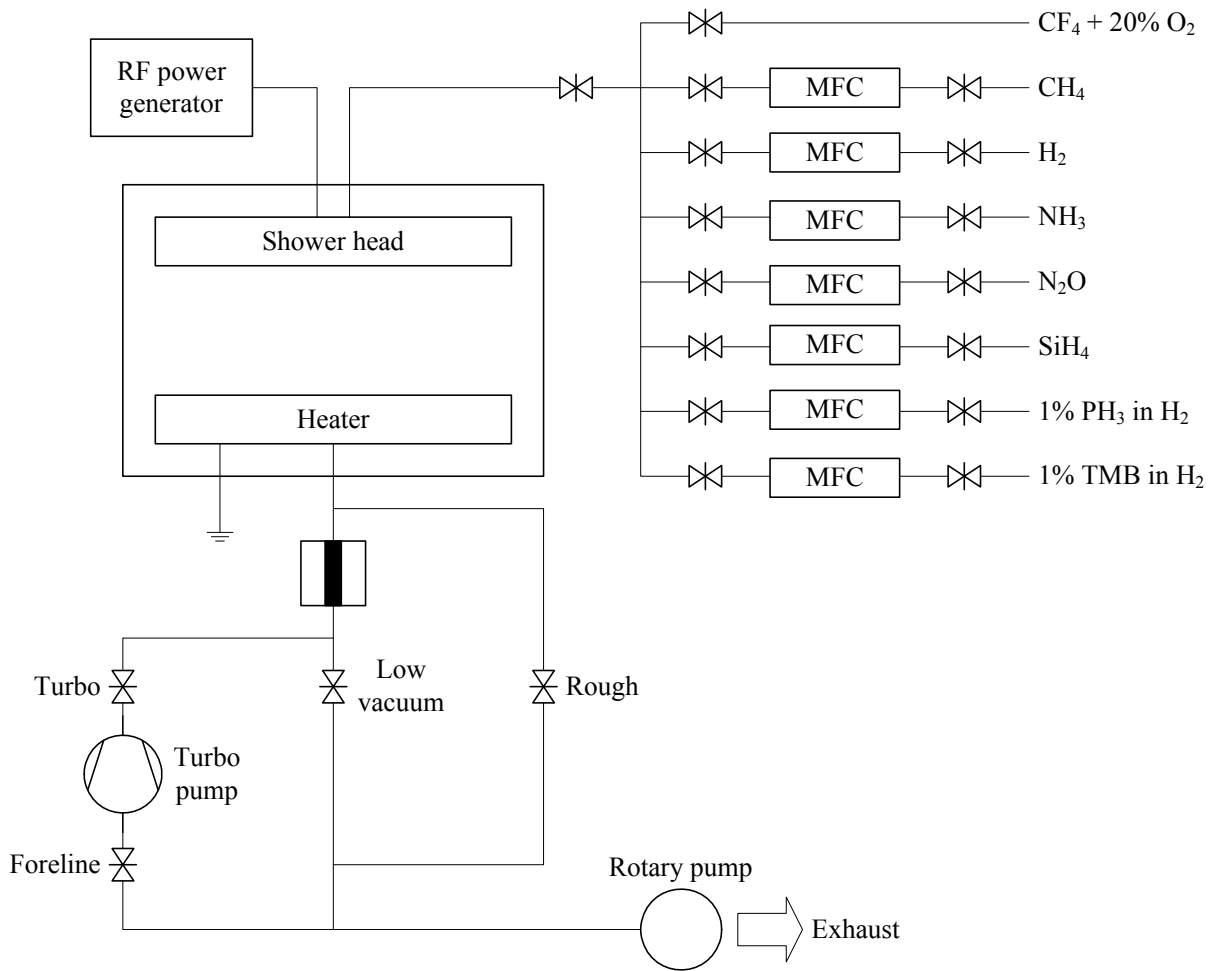 RF power
generator
CF₄ + 20% O₂
MFC
CH₄
MFC
H₂
MFC
NH₃
MFC
N₂O
MFC
SiH₄
MFC
1% PH₃ in H₂
MFC
1% TMB in H₂
Shower head
Heater
Turbo
Low
vacuum
Rough
Turbo
pump
Foreline
Rotary pump
Exhaust